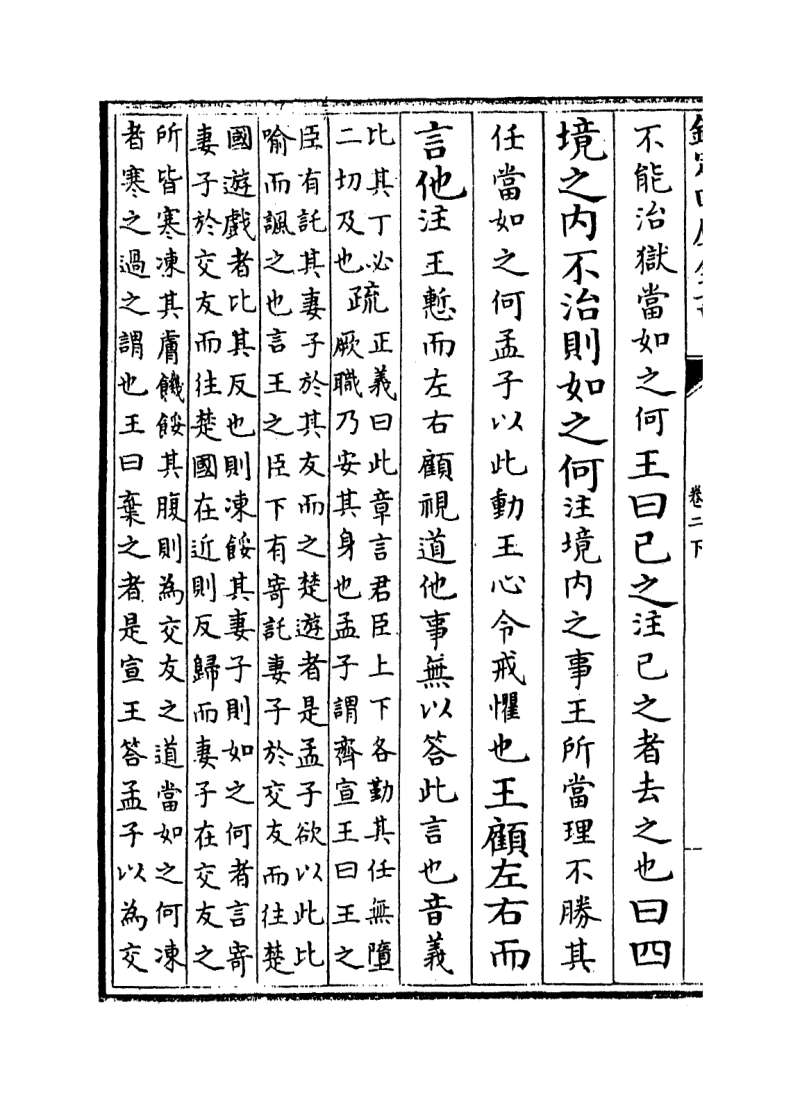 卷二下
不能治獄當如之何王曰已之注已之者去之也曰四
境之内不治則如之何注境内之事王所當理不勝其
任當如之何孟子以此動王心令戒懼也王顧左右而
言他注王慙而左右顧視道他事無以答此言也音義
比其丁必
二切及也
疏
正義曰此章言君臣上下各勤其任無墮
厥職乃安其身也孟子謂齊宣王曰王之
臣有託其妻子於其友而之楚遊者是孟子欲以此比
喻而諷之也言王之臣下有寄託妻子於交友而往楚
國遊戲者比其反也則凍餒其妻子則如之何者言寄
妻子於交友而往楚國在近則反歸而妻子在交友之
所皆寒凍其膚饑餒其腹則為交友之道當如之何凍
者寒之過之謂也王曰棄之者是宣王答孟子以為交